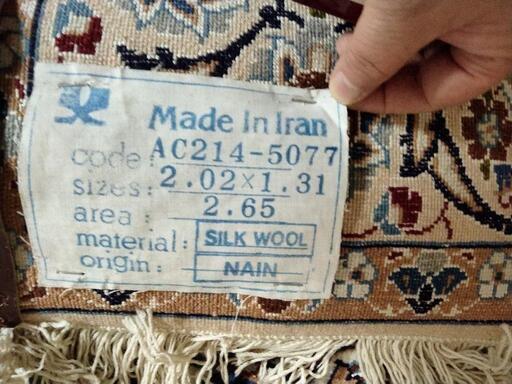 Made In Iran
code: AC214-5077
sizes: 2.02×1.31
area: 2.65
material: SILK WOOL
origin: NAIN